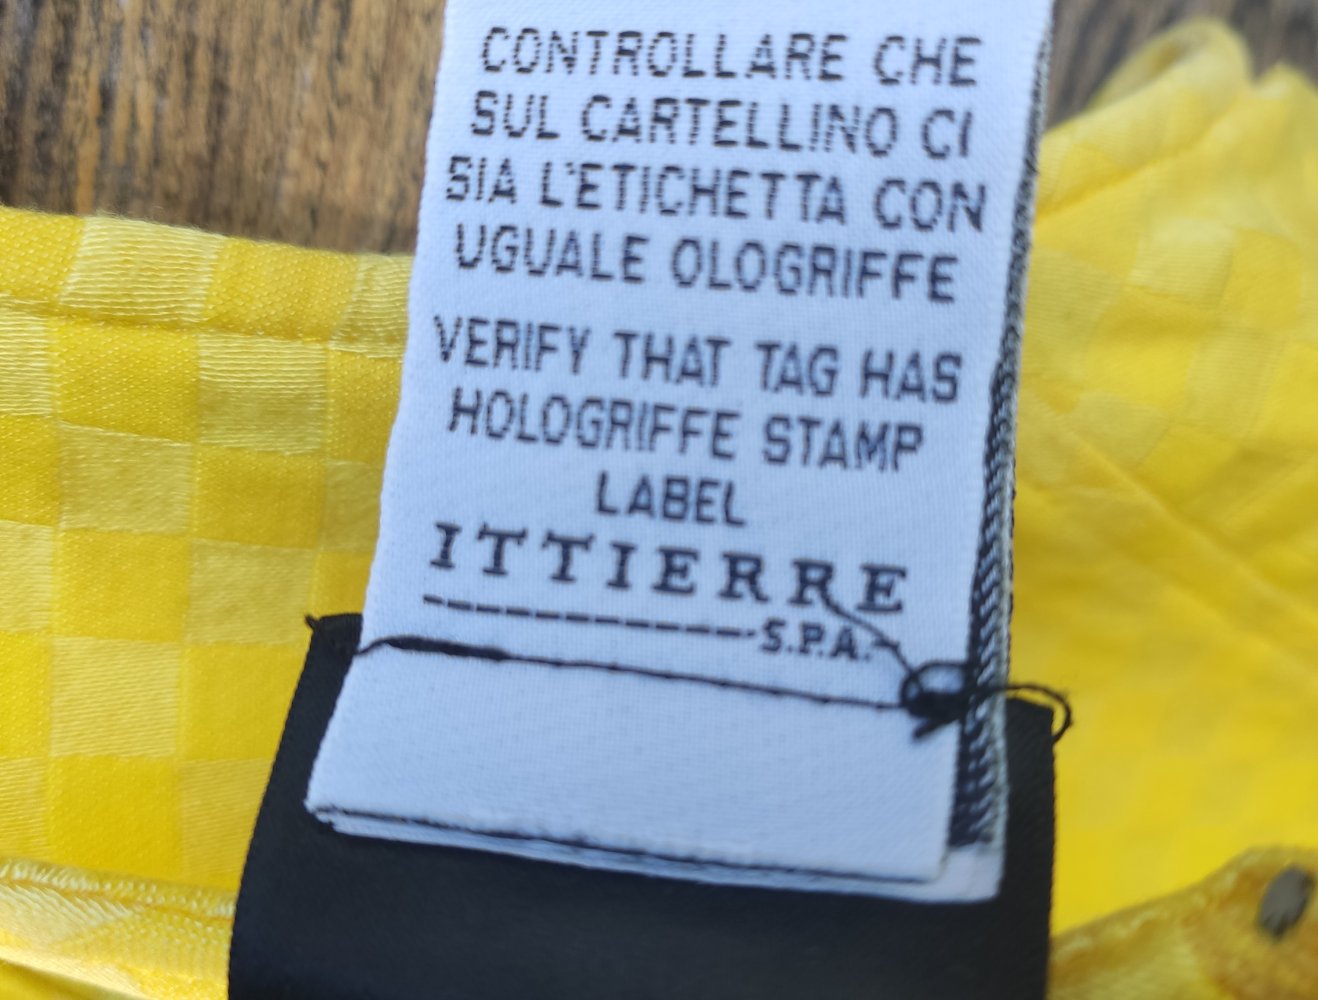 CONTROLLARE CHE
SUL CARTELLINO CI
SIA L'ETICHETTA CON
UGUALE OLOGRIFFE
VERIFY THAT TAG HAS
HOLOGRIFFE STAMP
LABEL
ITTIERRE
S.P.A.